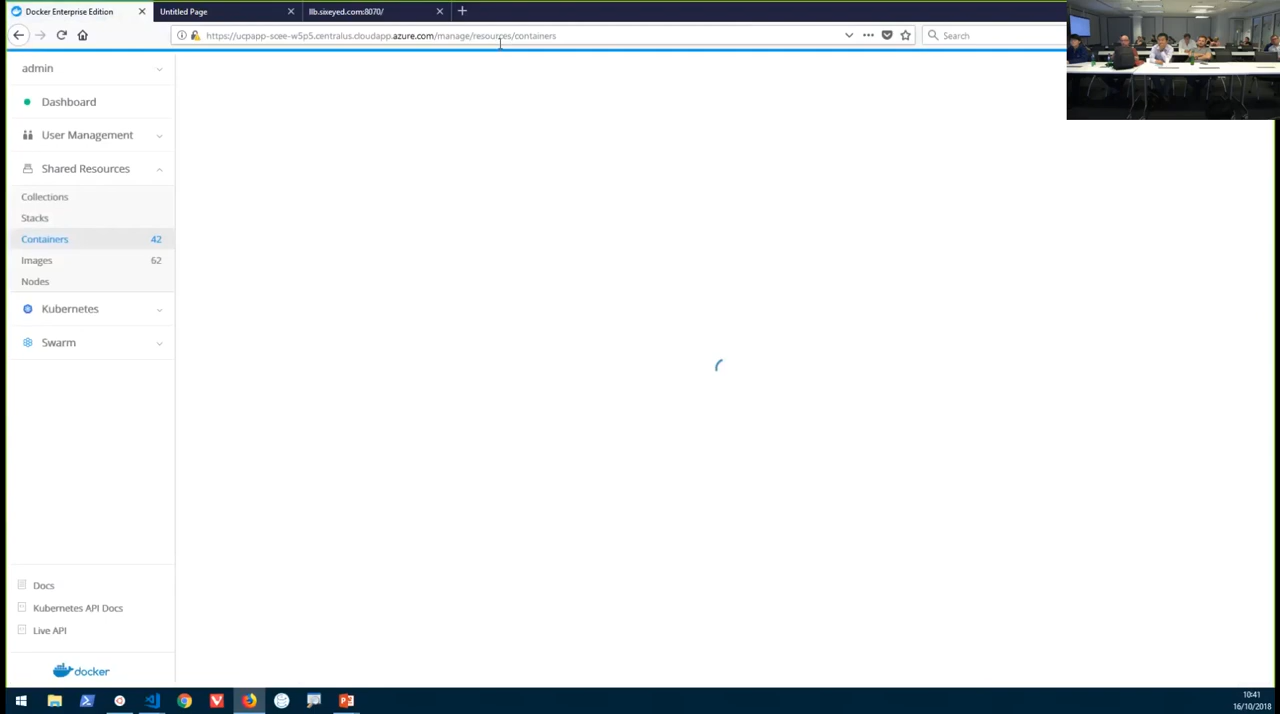 Docker Enterprise Edition
Untitled Page
llb.sixeyed.com:8070/
https://ucpapp-scee-w5p5.centralus.cloudapp.azure.com/manage/resources/containers
Search
admin
Dashboard
User Management
Shared Resources
Collections
Stacks
Containers 42
Images 62
Nodes
Kubernetes
Swarm
Docs
Kubernetes API Docs
Live API
docker
10:41
16/10/2018